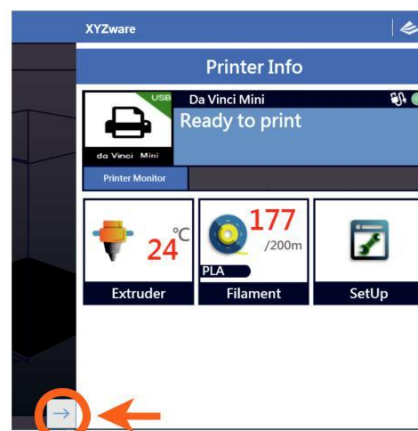 XYZware
Printer Info
USB
Da Vinci Mini
Ready to print
da Vinci Mini
Printer Monitor
24°C
177
/200m
PLA
Extruder
Filament
SetUp